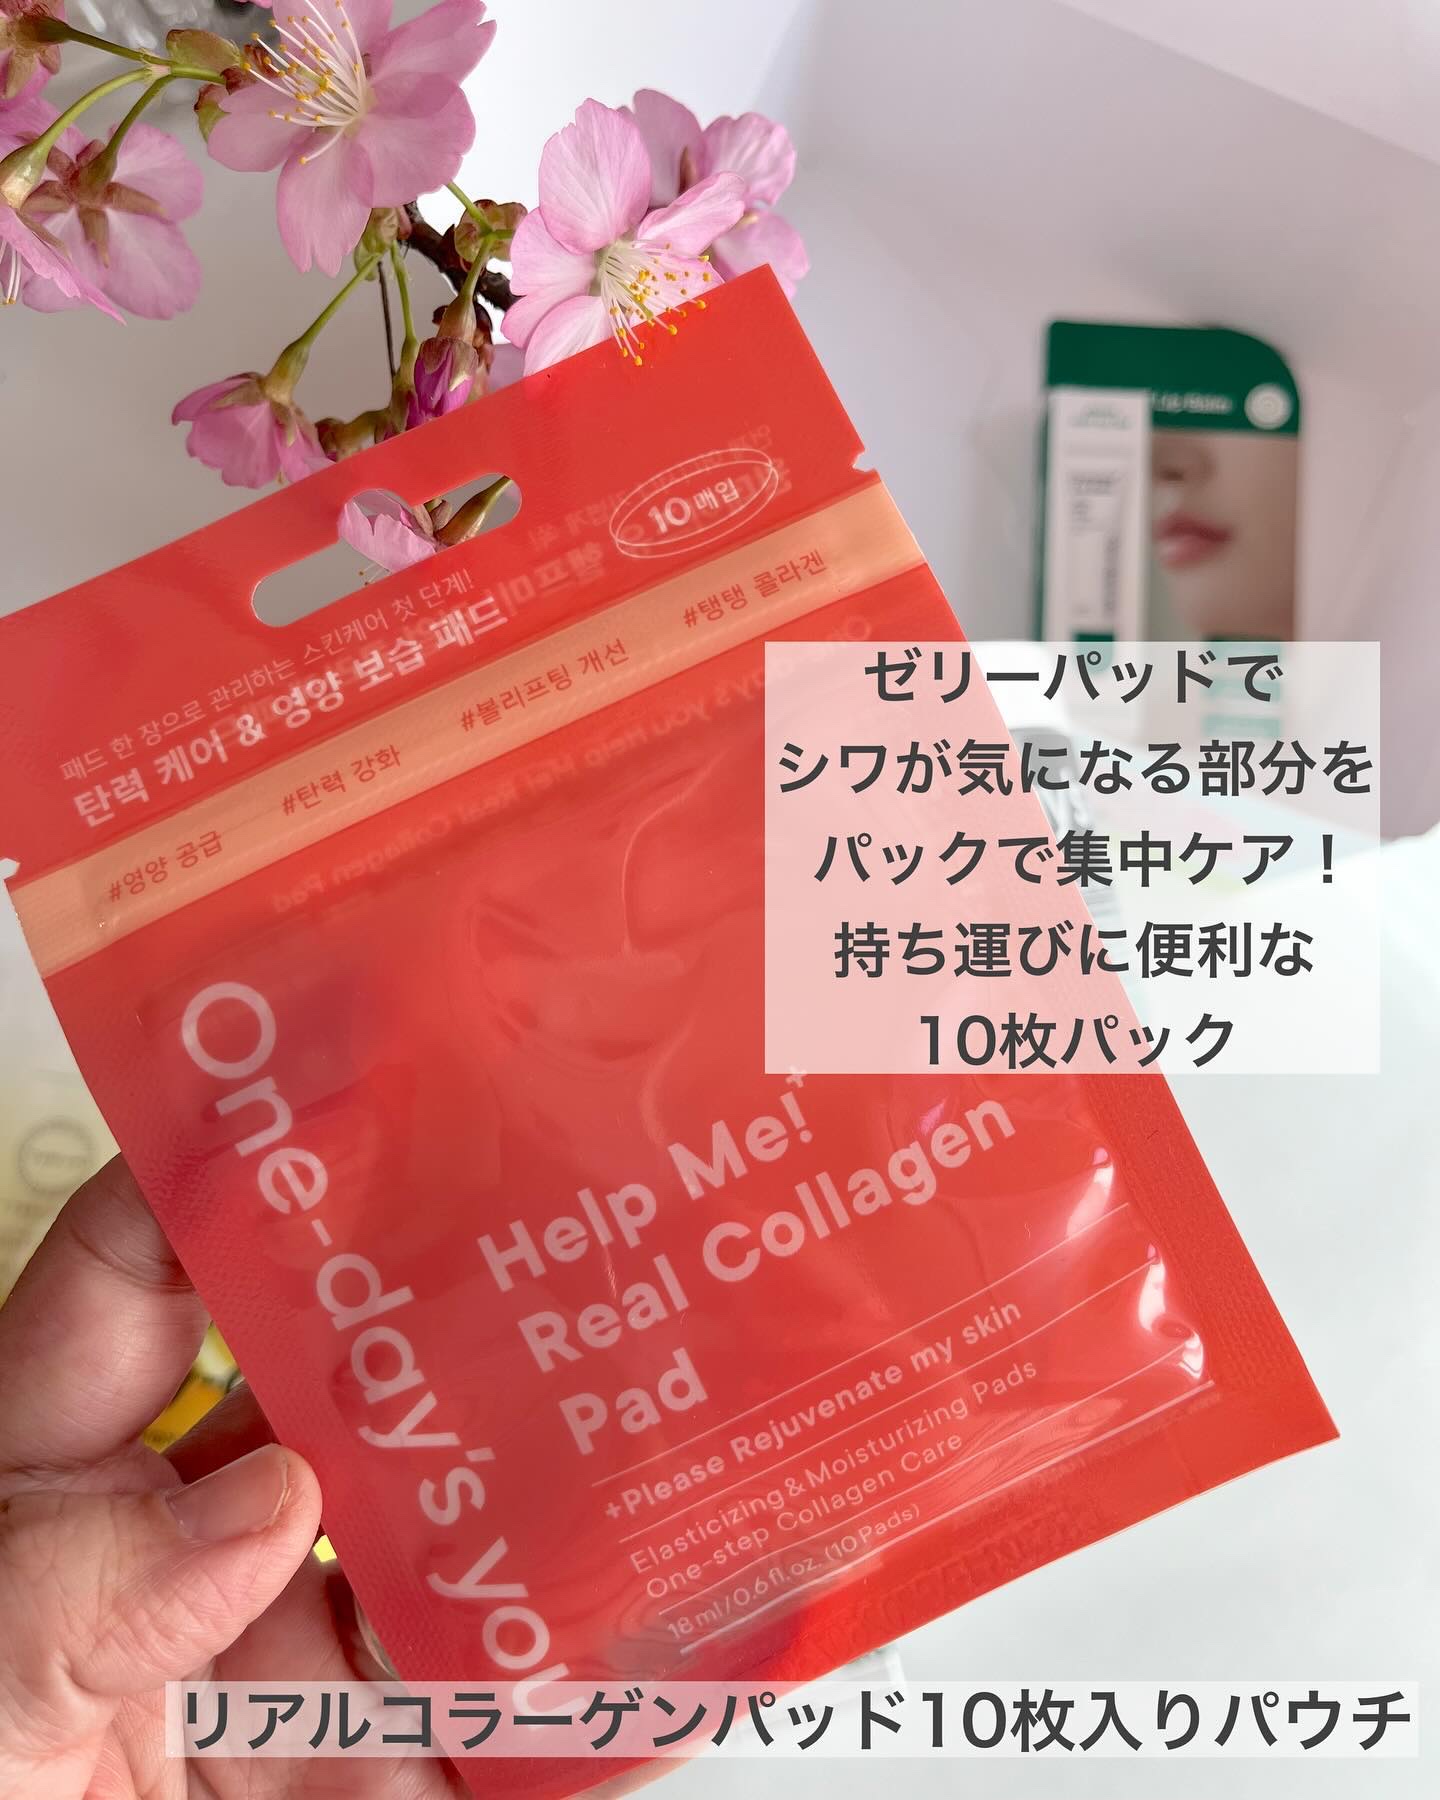 10매입
패드 한 장으로 관리하는 스킨케어 첫 단계!
탄력 케어 & 영양 보습 패드
#영양 공급 #탄력 강화 #볼리프팅 개선 #탱탱 콜라겐
ゼリーパッドで
シワが気になる部分を
パックで集中ケア！
持ち運びに便利な
10枚パック
One-day's you
Help Me!+
Real Collagen
Pad
+Please Rejuvenate my skin
Elasticizing&Moisturizing Pads
One-step Collagen Care
18ml/0.6fl.oz.(10Pads)
リアルコラーゲンパッド10枚入りパウチ